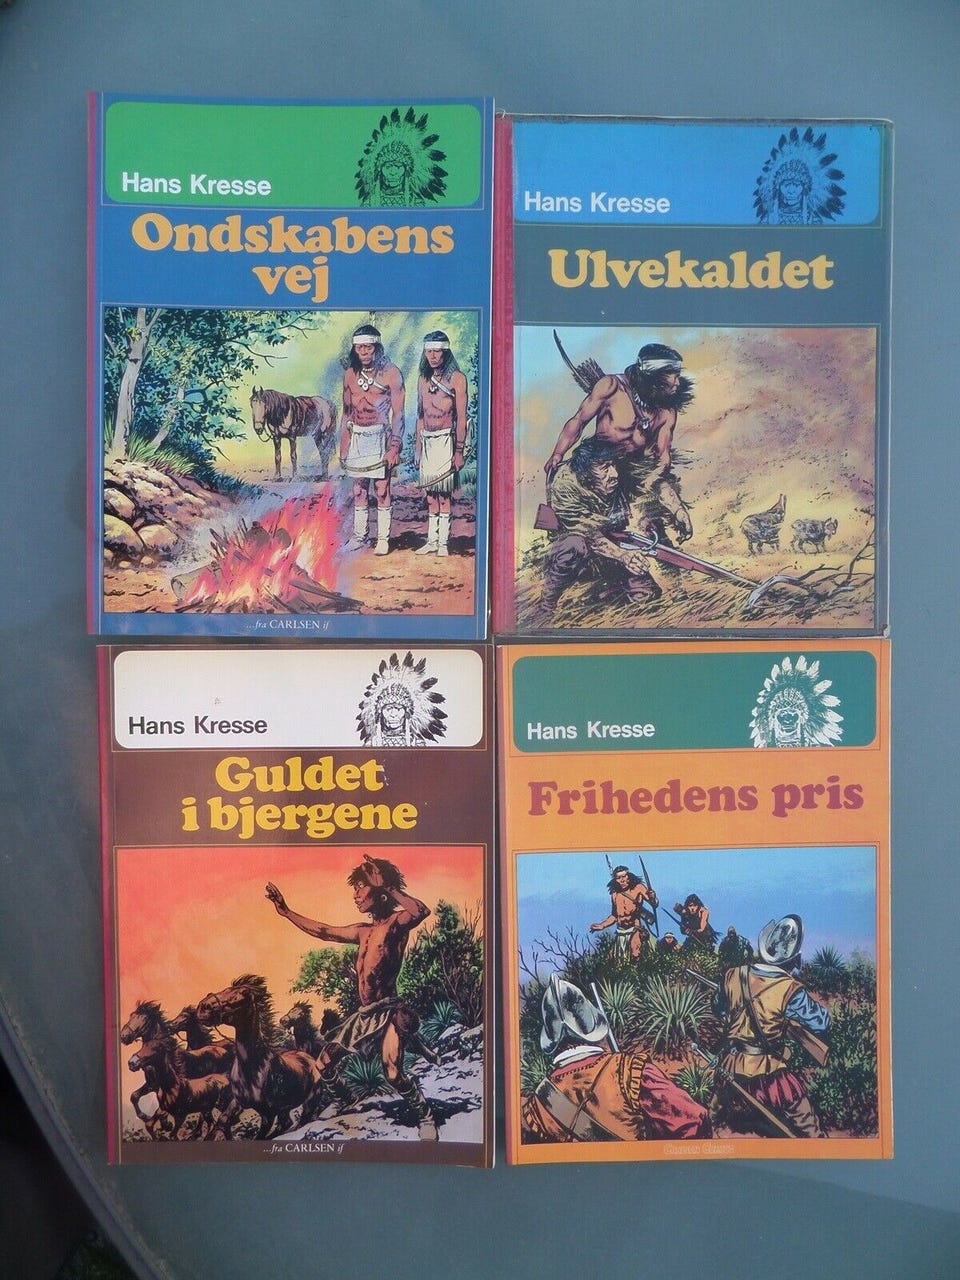 Hans Kresse
Ondskabens
vej
...fra CARLSEN if
Hans Kresse
Ulvekaldet
Hans Kresse
Guldet
i bjergene
...fra CARLSEN if
Hans Kresse
Frihedens pris